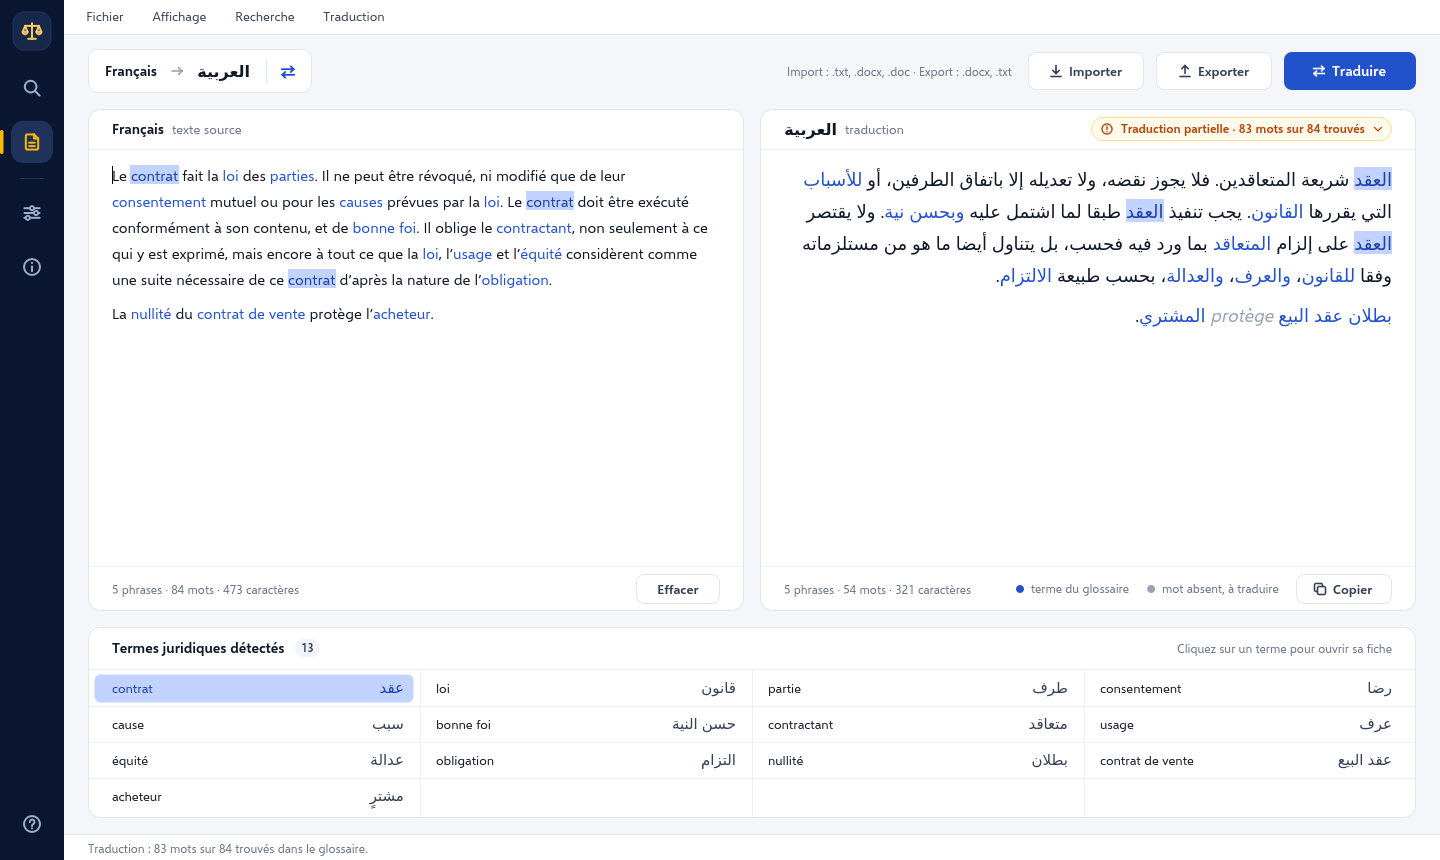 Fichier Affichage Recherche Traduction
Français → العربية
Import : .txt, .docx, .doc · Export : .docx, .txt
Importer
Exporter
Traduire
Français texte source
Le contrat fait la loi des parties. Il ne peut être révoqué, ni modifié que de leur
consentement mutuel ou pour les causes prévues par la loi. Le contrat doit être exécuté
conformément à son contenu, et de bonne foi. Il oblige le contractant, non seulement à ce
qui y est exprimé, mais encore à tout ce que la loi, l’usage et l’équité considèrent comme
une suite nécessaire de ce contrat d’après la nature de l’obligation.
La nullité du contrat de vente protège l’acheteur.
5 phrases · 84 mots · 473 caractères
Effacer
العربية traduction
Traduction partielle · 83 mots sur 84 trouvés
العقد شريعة المتعاقدين. فلا يجوز نقضه، ولا تعديله إلا باتفاق الطرفين، أو للأسباب
التي يقررها القانون. يجب تنفيذ العقد طبقا لما اشتمل عليه وبحسن نية. ولا يقتصر
العقد على إلزام المتعاقد بما ورد فيه فحسب، بل يتناول أيضا ما هو من مستلزماته
وفقا للقانون، والعرف، والعدالة، بحسب طبيعة الالتزام.
بطلان عقد البيع protège المشتري.
5 phrases · 54 mots · 321 caractères
terme du glossaire
mot absent, à traduire
Copier
Termes juridiques détectés 13
Cliquez sur un terme pour ouvrir sa fiche
contrat عقد loi قانون partie طرف consentement رضا
cause سبب bonne foi حسن النية contractant متعاقد usage عرف
équité عدالة obligation التزام nullité بطلان contrat de vente عقد البيع
acheteur مشترٍ
Traduction : 83 mots sur 84 trouvés dans le glossaire.